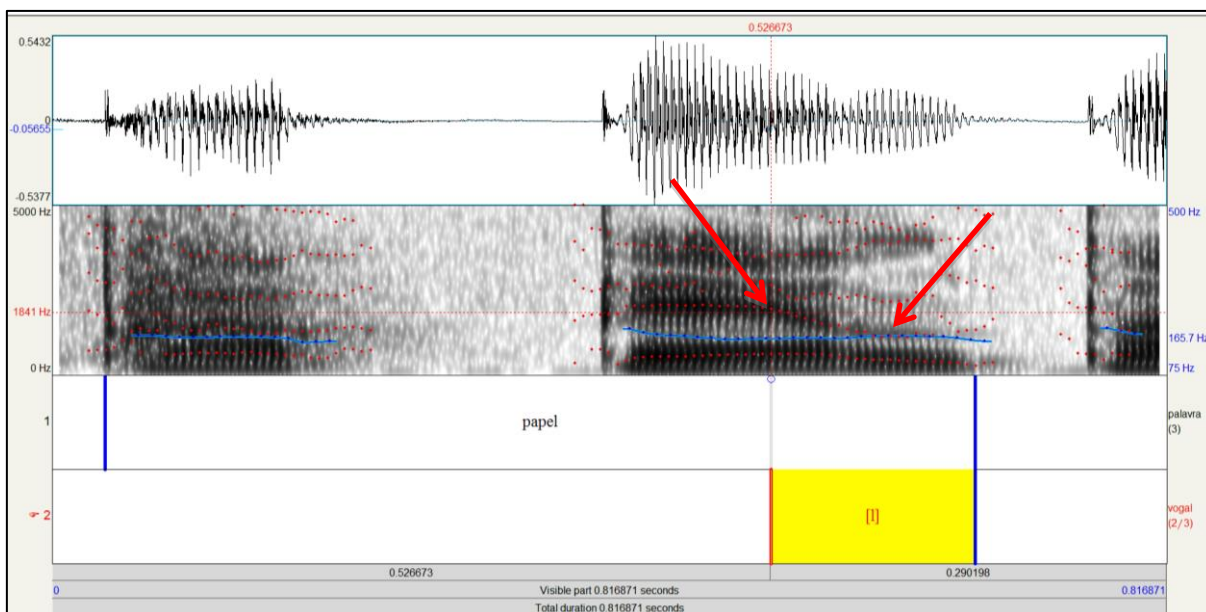 0.526673
0.5432
0
-0.05655
-0.5377
5000 Hz
500 Hz
1841 Hz
165.7 Hz
0 Hz
75 Hz
1
papel
palavra
(3)
2
[l]
vogal
(2/3)
0.526673
0.290198
0
Visible part 0.816871 seconds
0.816871
Total duration 0.816871 seconds